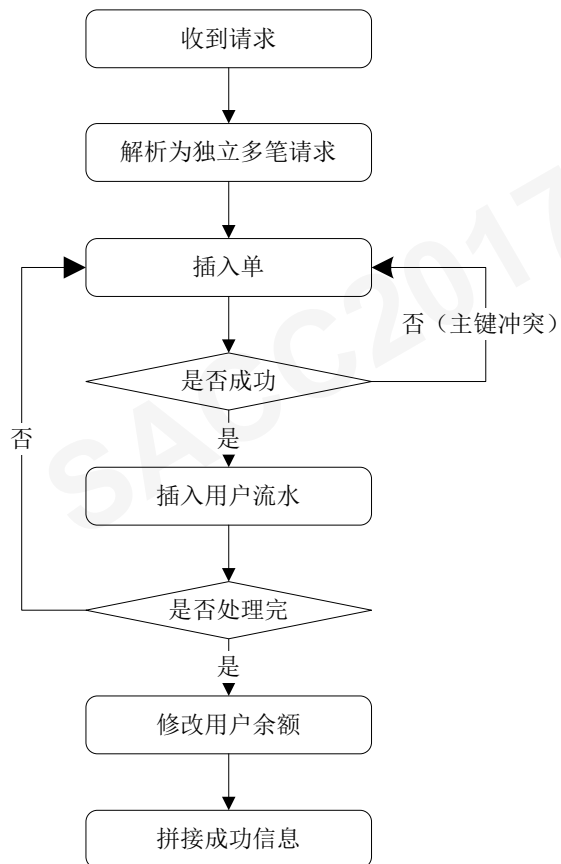 收到请求
解析为独立多笔请求
插入单
否（主键冲突）
是否成功
否
是
插入用户流水
是否处理完
是
修改用户余额
拼接成功信息
SACC2017